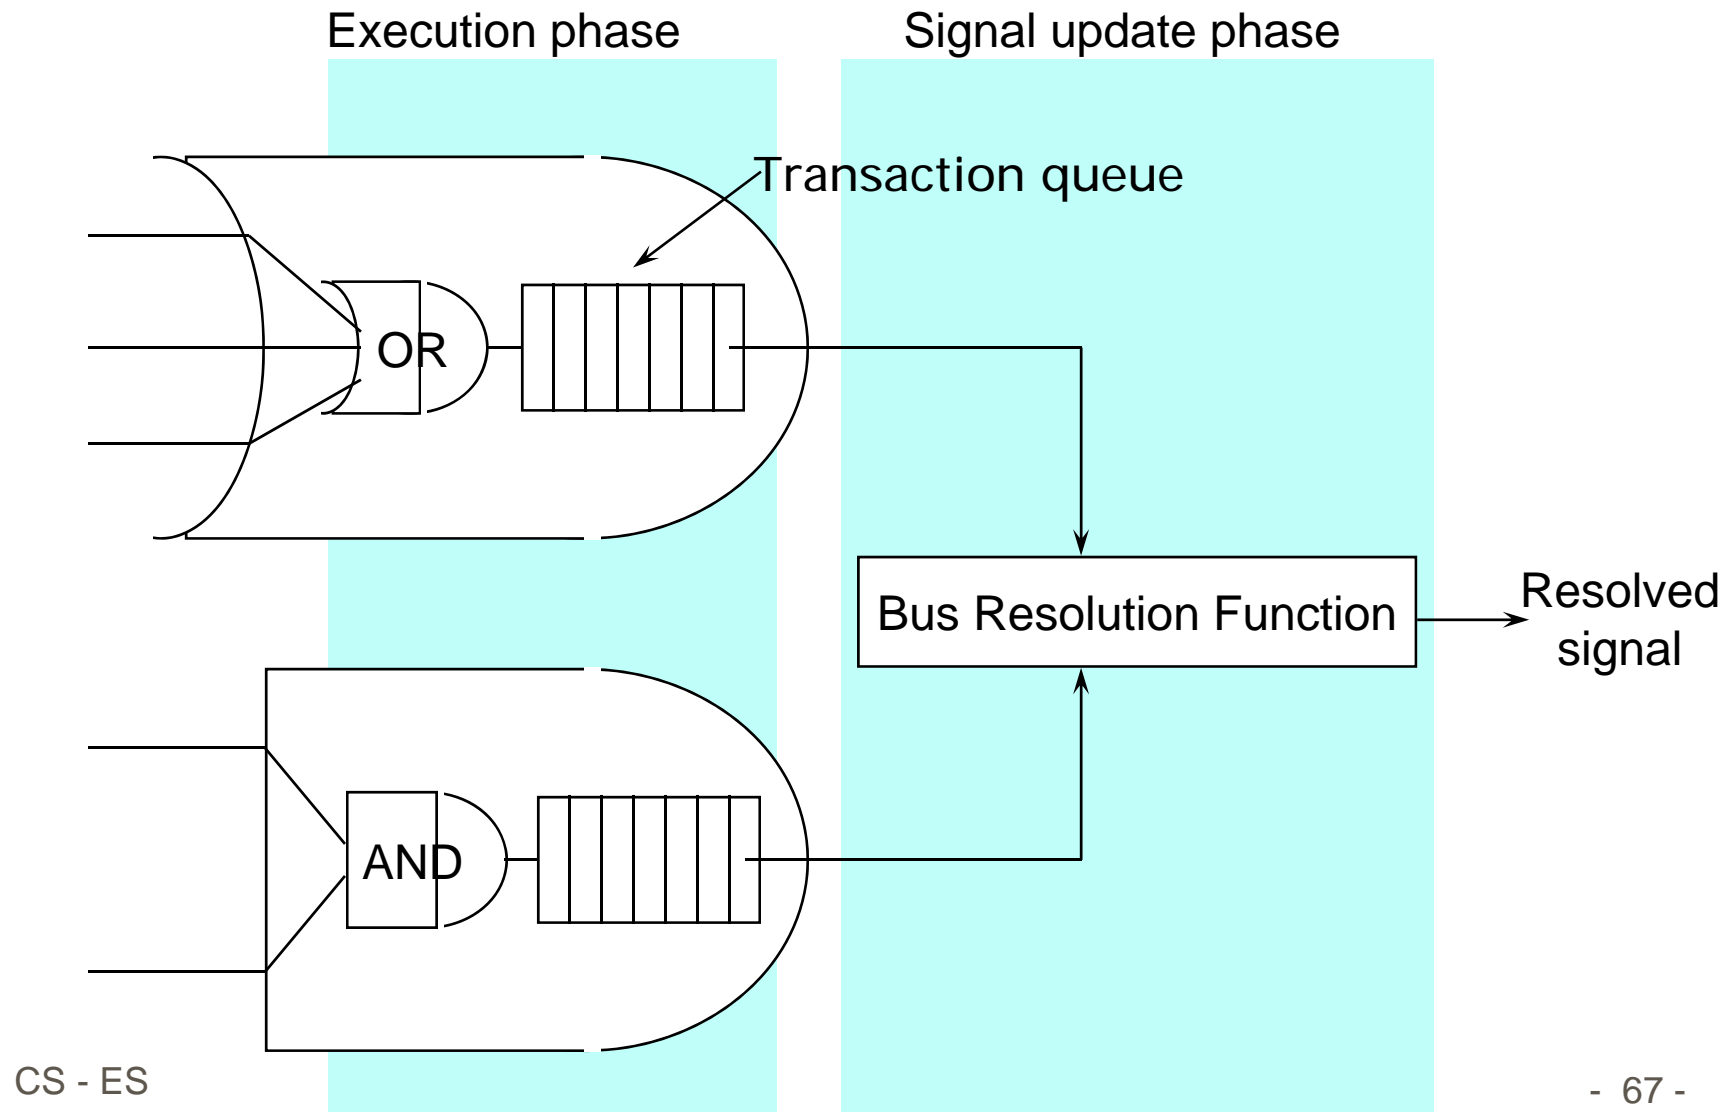 Execution phase
Signal update phase
Transaction queue
OR
Bus Resolution Function
Resolved
signal
AND
CS - ES
- 67 -